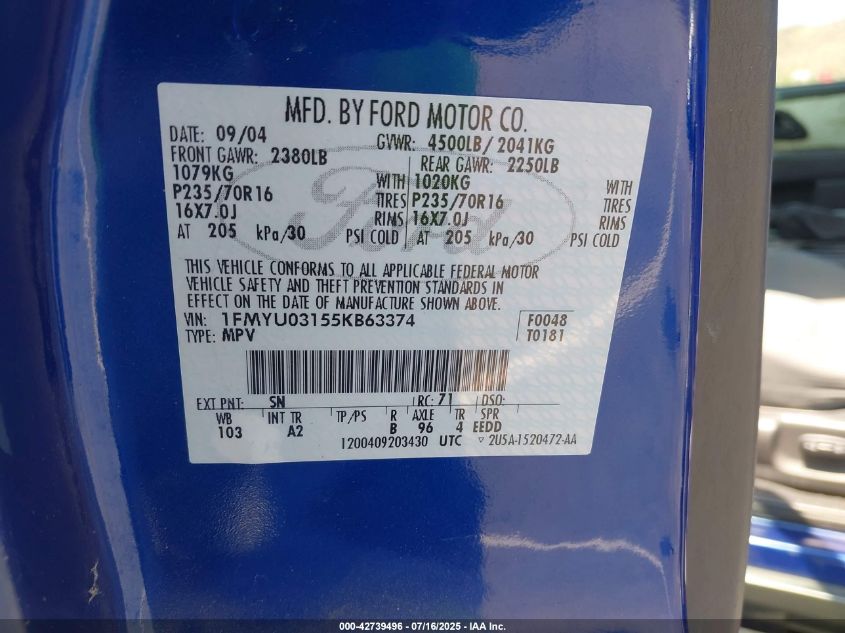 MFD. BY FORD MOTOR CO.
DATE: 09/04 GVWR: 4500LB/ 2041KG
FRONT GAWR: 2380LB REAR GAWR: 2250LB
1079KG WITH 1020KG WITH
P235/70R16 TIRES P235/70R16 TIRES
16X7.0J RIMS 16X7.0J RIMS
AT 205 kPa/30 PSI COLD AT 205 kPa/30 PSI COLD
Ford
THIS VEHICLE CONFORMS TO ALL APPLICABLE FEDERAL MOTOR
VEHICLE SAFETY AND THEFT PREVENTION STANDARDS IN
EFFECT ON THE DATE OF MANUFACTURE SHOWN ABOVE.
VIN: 1FMYU03155KB63374 F0048
TYPE: MPV T0181
EXT PNT: SN RC: 71 DSO:
WB INT TR TP/PS R AXLE TR SPR
103 A2 B 96 4 EEDD
1200409203430 UTC ▽ 2U5A-1520472-AA
000-42739496 - 07/16/2025 - IAA Inc.